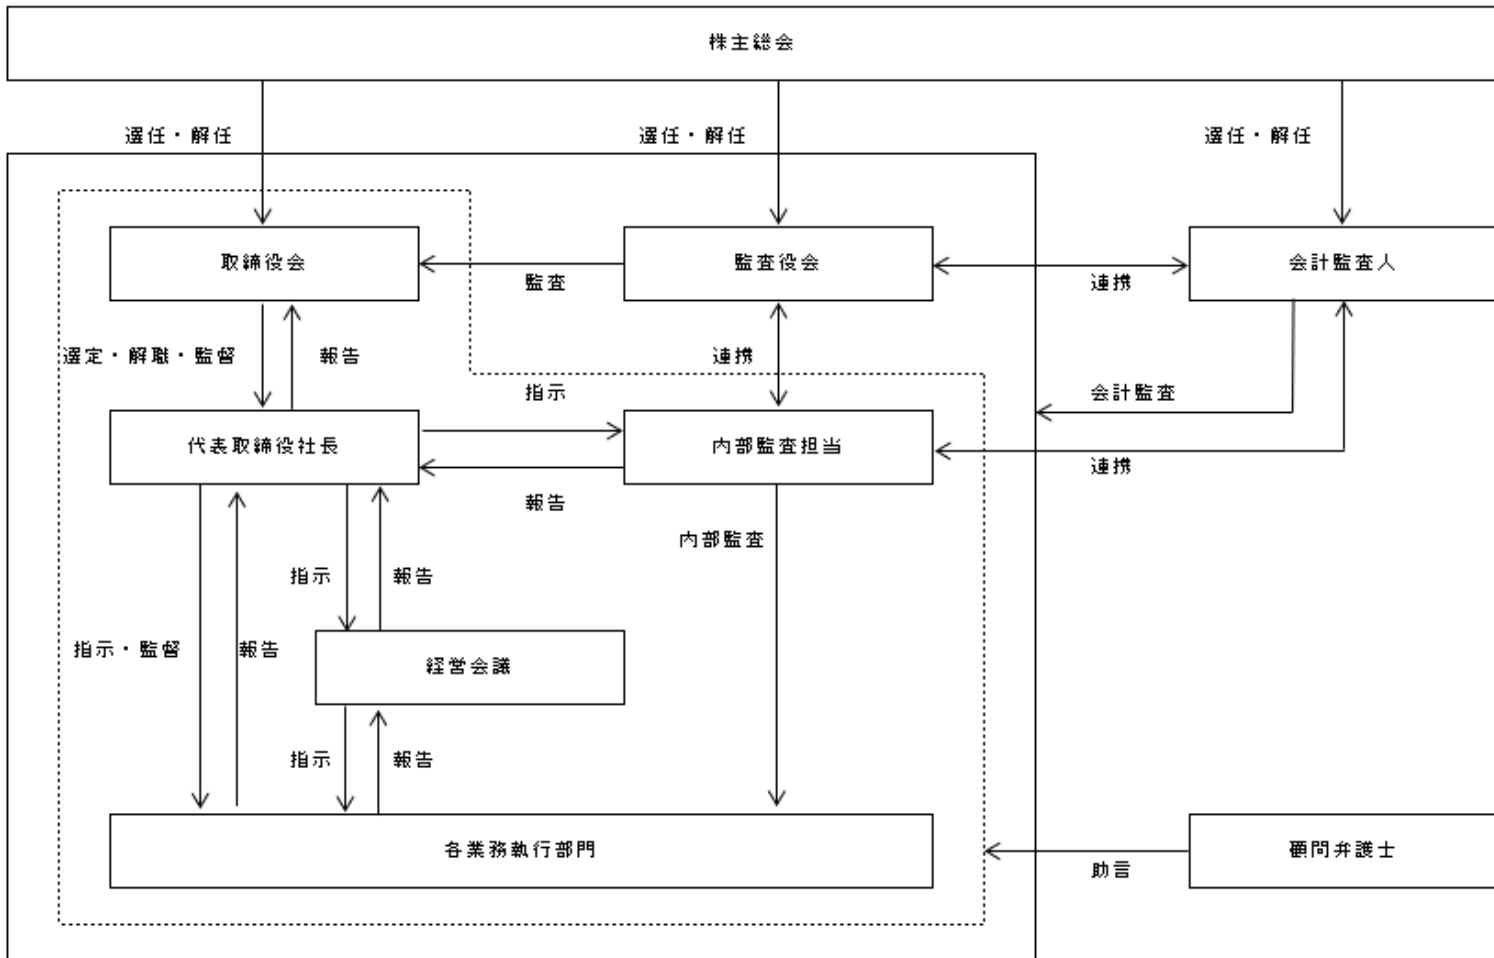 株主総会
選任・解任
選任・解任
選任・解任
取締役会
監査役会
会計監査人
監査
連携
選定・解職・監督
報告
連携
指示
会計監査
代表取締役社長
内部監査担当
連携
報告
内部監査
指示
報告
指示・監督
報告
経営会議
指示
報告
各業務執行部門
顧問弁護士
助言